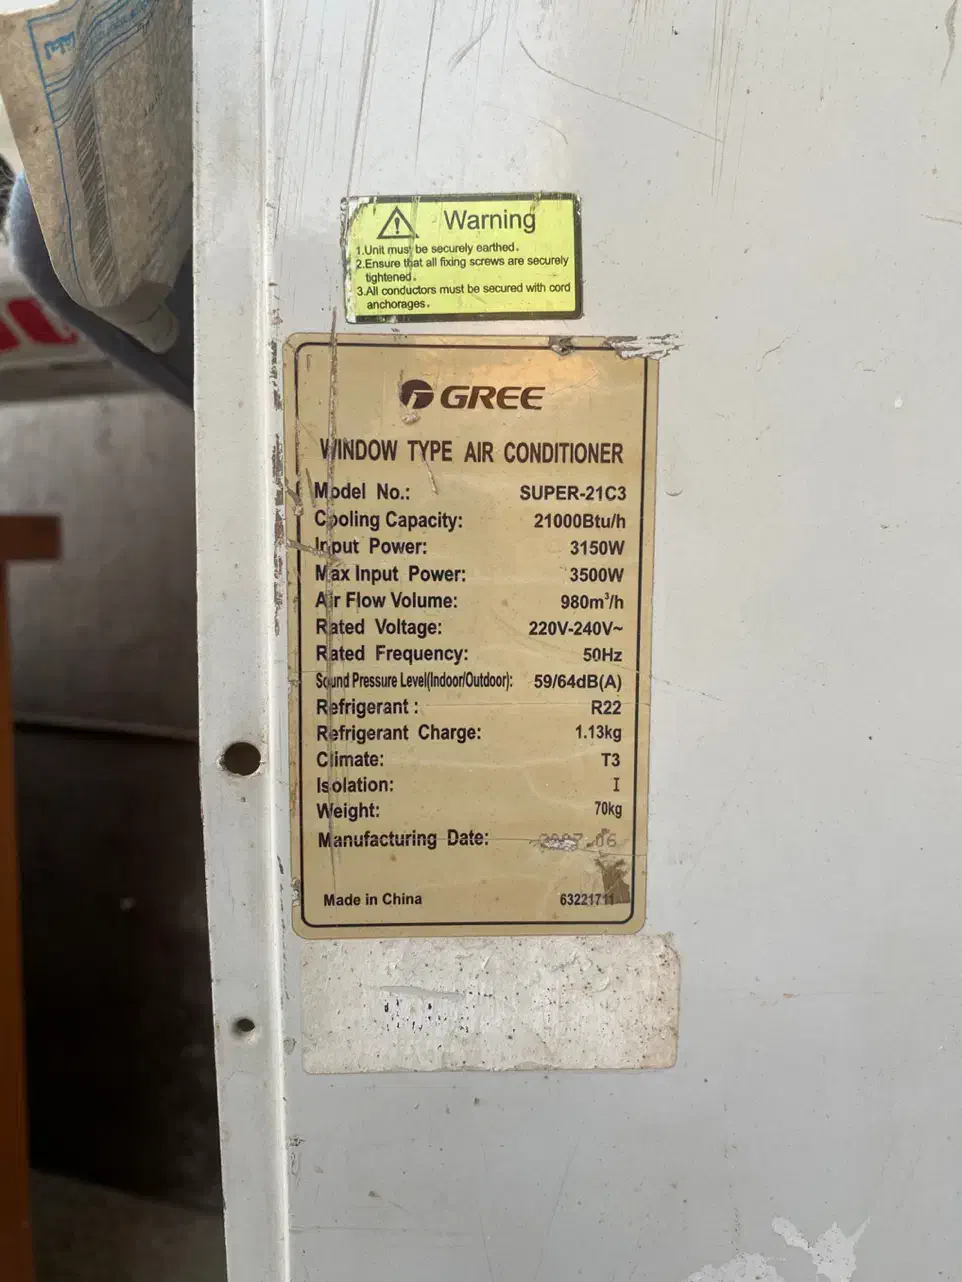 Warning
1.Unit must be securely earthed.
2.Ensure that all fixing screws are securely
tightened.
3.All conductors must be secured with cord
anchorages.
GREE
WINDOW TYPE AIR CONDITIONER
Model No.: SUPER-21C3
Cooling Capacity: 21000Btu/h
Input Power: 3150W
Max Input Power: 3500W
Air Flow Volume: 980m³/h
Rated Voltage: 220V-240V~
Rated Frequency: 50Hz
Sound Pressure Level(Indoor/Outdoor): 59/64dB(A)
Refrigerant: R22
Refrigerant Charge: 1.13kg
Climate: T3
Isolation: I
Weight: 70kg
Manufacturing Date:
Made in China 63221711